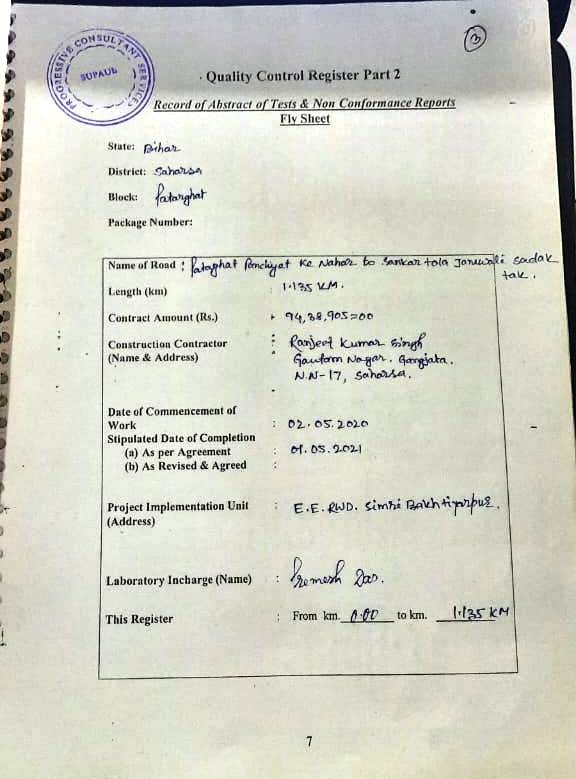 3
PROGRESSIVE CONSULTANT SERVICES
SUPAUL
Quality Control Register Part 2
Record of Abstract of Tests & Non Conformance Reports
Fly Sheet
State: Bihar
District: Saharsa
Block: Patarghat
Package Number:
Name of Road : Pataghat Panchyat Ke Nahar to Sankar tola Janewali sadak
tak.
Length (km) : 1.135 KM.
Contract Amount (Rs.) : 94,38,905=00
Construction Contractor : Ranjeet Kumar Singh
(Name & Address) : Gautam Nagar. Gangjala.
N.N-17, Saharsa.
Date of Commencement of
Work : 02.05.2020
Stipulated Date of Completion
(a) As per Agreement : 01.05.2021
(b) As Revised & Agreed :
Project Implementation Unit : E.E. RWD. Simri Bakhtiyarpur.
(Address)
Laboratory Incharge (Name) : Premesh Das.
This Register : From km. 0.00 to km. 1.135 KM
7